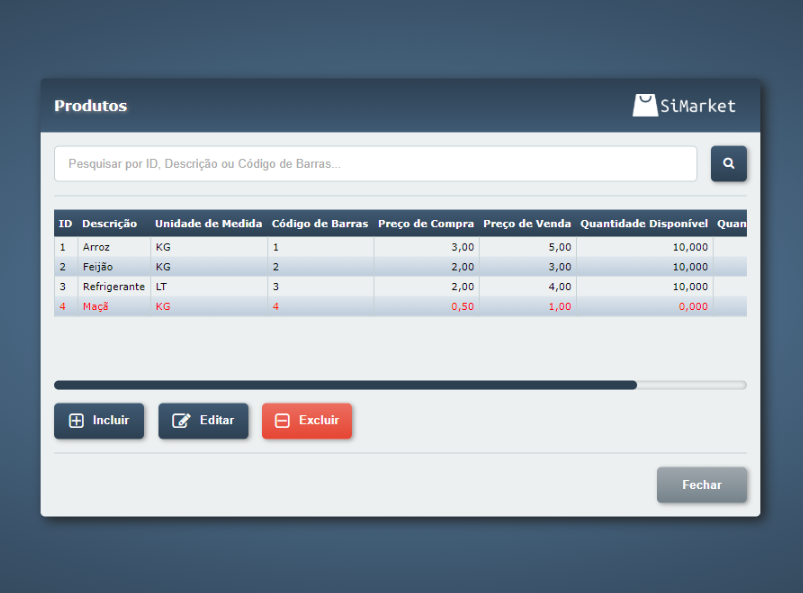 Produtos
SiMarket
Pesquisar por ID, Descrição ou Código de Barras...
ID Descrição Unidade de Medida Código de Barras Preço de Compra Preço de Venda Quantidade Disponível Quan
1 Arroz KG 1 3,00 5,00 10,000
2 Feijão KG 2 2,00 3,00 10,000
3 Refrigerante LT 3 2,00 4,00 10,000
4 Maçã KG 4 0,50 1,00 0,000
Incluir Editar Excluir
Fechar